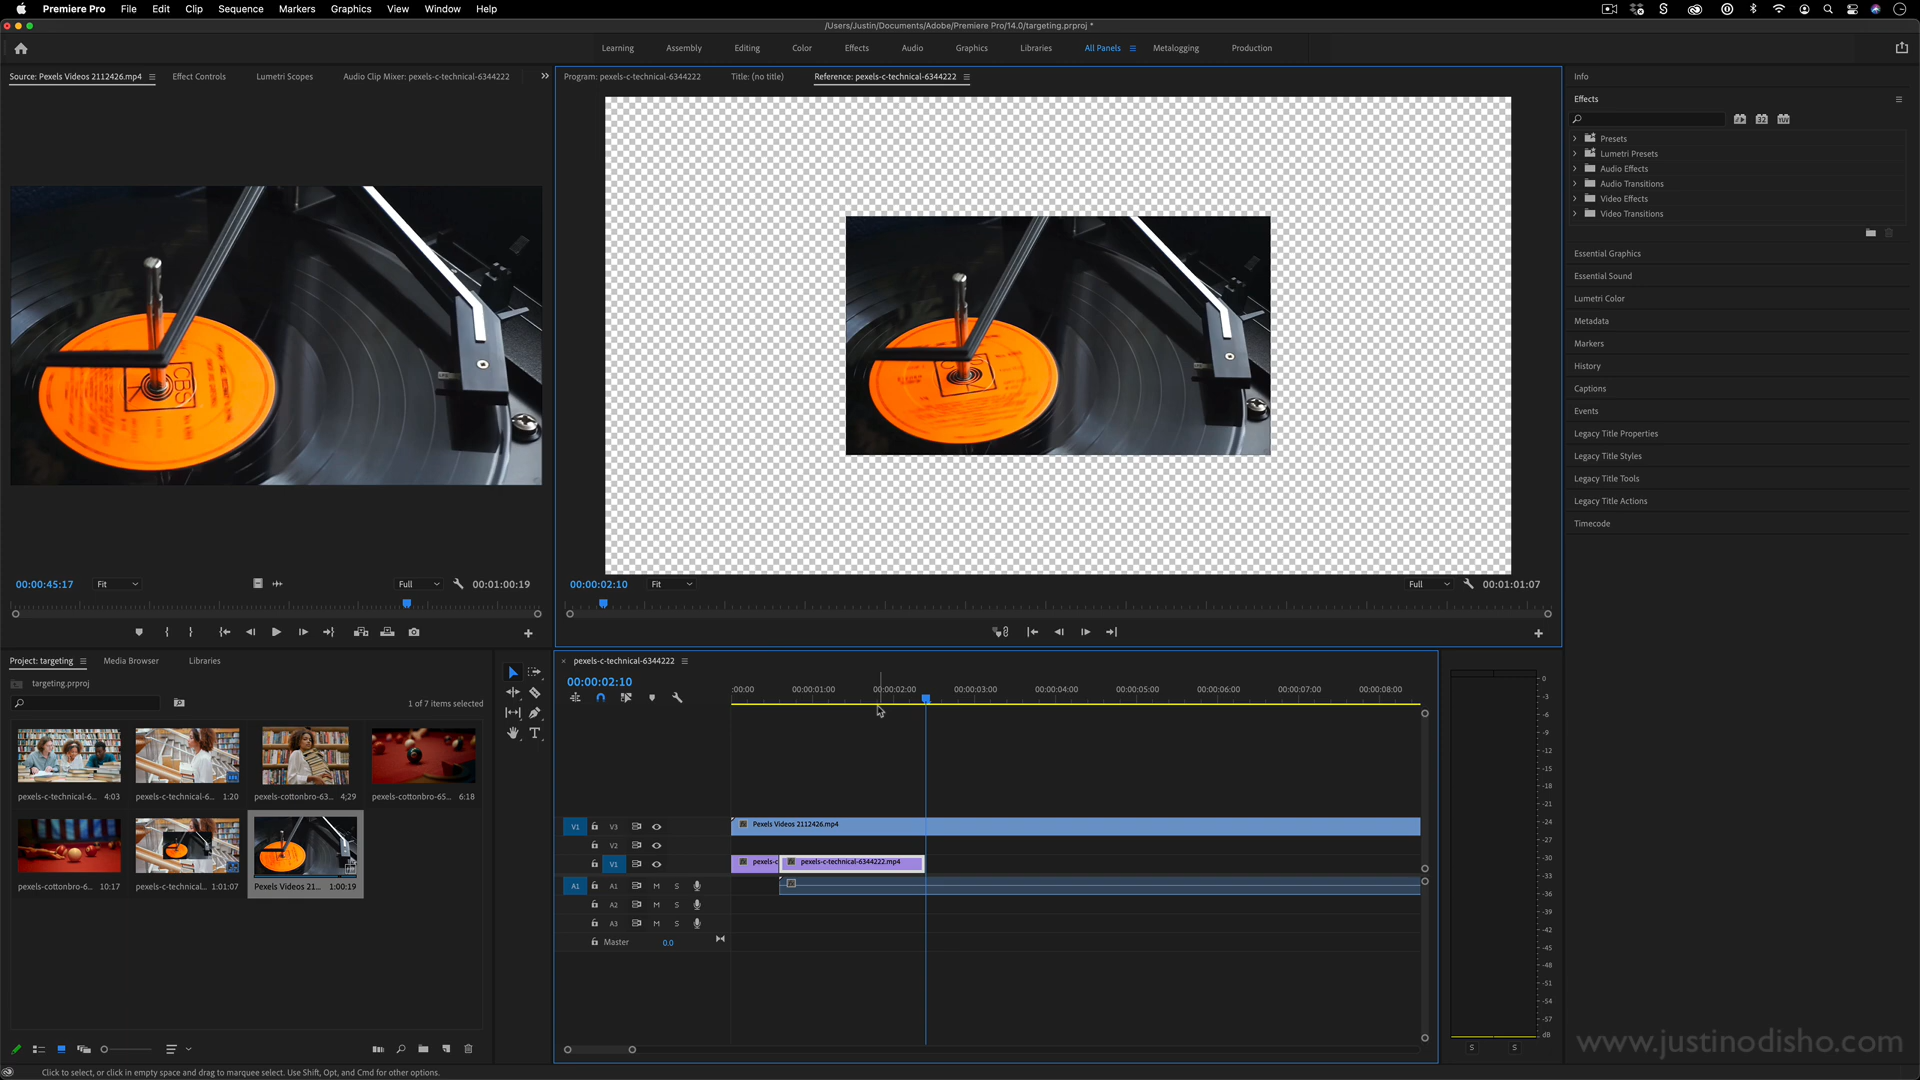 Premiere Pro File Edit Clip Sequence Markers Graphics View Window Help
/Users/Justin/Documents/Adobe/Premiere Pro/14.0/targeting.prproj *
Learning Assembly Editing Color Effects Audio Graphics Libraries All Panels Metalogging Production
Source: Pexels Videos 2112426.mp4 Effect Controls Lumetri Scopes Audio Clip Mixer: pexels-c-technical-6344222
Program: pexels-c-technical-6344222 Title: (no title) Reference: pexels-c-technical-6344222
Info
Effects
Presets
Lumetri Presets
Audio Effects
Audio Transitions
Video Effects
Video Transitions
Essential Graphics
Essential Sound
Lumetri Color
Metadata
Markers
History
Captions
Events
Legacy Title Properties
Legacy Title Styles
Legacy Title Tools
Legacy Title Actions
Timecode
CBS
00:00:45:17 Fit Full 00:01:00:19
00:00:02:10 Fit Full 00:01:01:07
Project: targeting Media Browser Libraries
targeting.prproj
1 of 7 items selected
pexels-c-technical-6... 4:03
pexels-c-technical-6... 1:20
pexels-cottonbro-63... 4;29
pexels-cottonbro-65... 6:18
pexels-cottonbro-6... 10:17
pexels-c-technical... 1:01:07
Pexels Videos 21... 1:00:19
pexels-c-technical-6344222
00:00:02:10
:00:00 00:00:01:00 00:00:02:00 00:00:03:00 00:00:04:00 00:00:05:00 00:00:06:00 00:00:07:00 00:00:08:00
V1 V3 Pexels Videos 2112426.mp4
V2
V1 pexels-c pexels-c-technical-6344222.mp4
A1 A1 M S
A2 M S
A3 M S
Master 0.0
0
-3
-6
-9
-12
-15
-18
-21
-24
-27
-30
-33
-36
-39
-42
-45
-48
-51
-54
-57
dB
S S
www.justinodisho.com
Click to select, or click in empty space and drag to marquee select. Use Shift, Opt, and Cmd for other options.